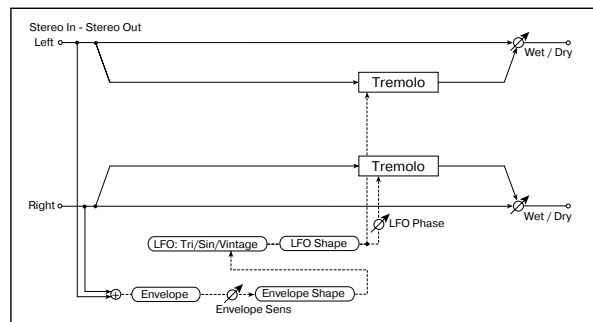 Stereo In - Stereo Out
Left
Wet / Dry
Tremolo
Tremolo
Right
Wet / Dry
LFO Phase
LFO: Tri/Sin/Vintage
LFO Shape
Envelope
Envelope Shape
Envelope Sens